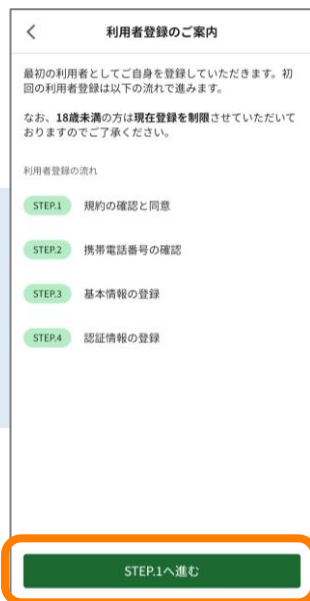 利用者登録のご案内
最初の利用者としてご自身を登録していただきます。初
回の利用者登録は以下の流れで進みます。
なお、18歳未満の方は現在登録を制限させていただいて
おりますのでご了承ください。
利用者登録の流れ
STEP.1 規約の確認と同意
STEP.2 携帯電話番号の確認
STEP.3 基本情報の登録
STEP.4 認証情報の登録
STEP.1へ進む